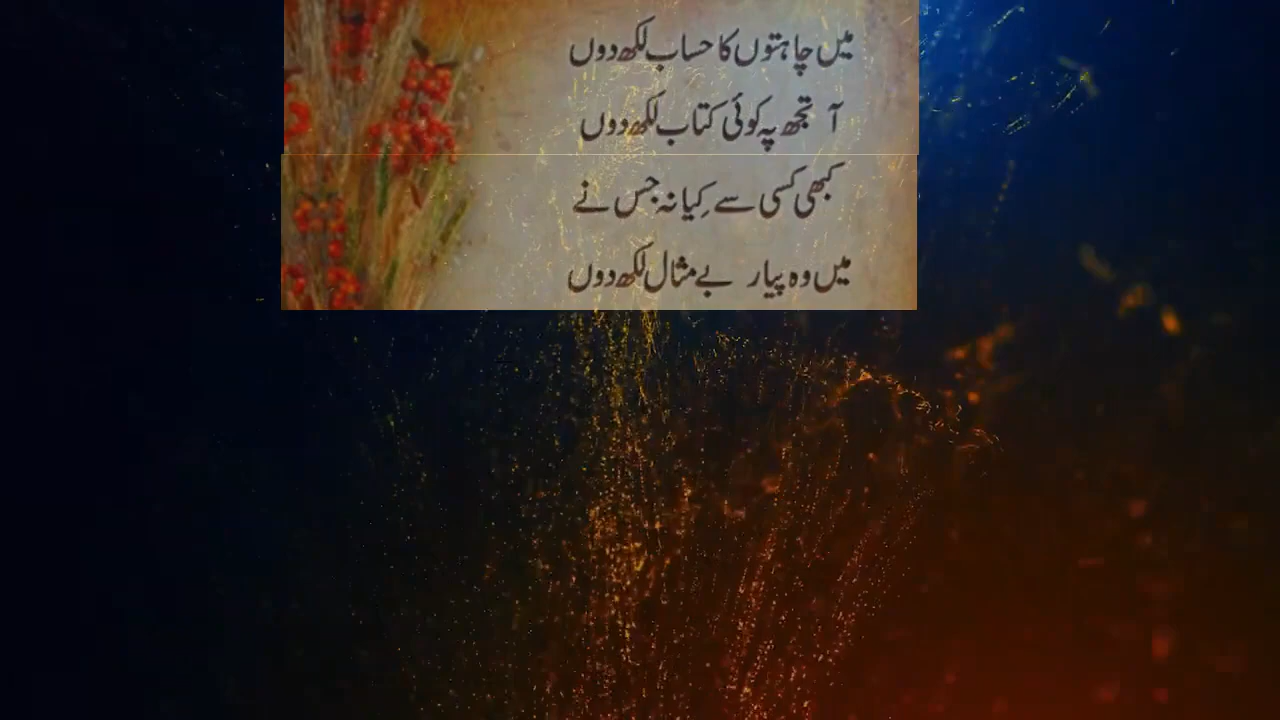 میں چاہتوں کا حساب لکھ دوں
آ تجھ پہ کوئی کتاب لکھ دوں
کبھی کسی سے کِیا نہ جس نے
میں وہ پیار بے مثال لکھ دوں